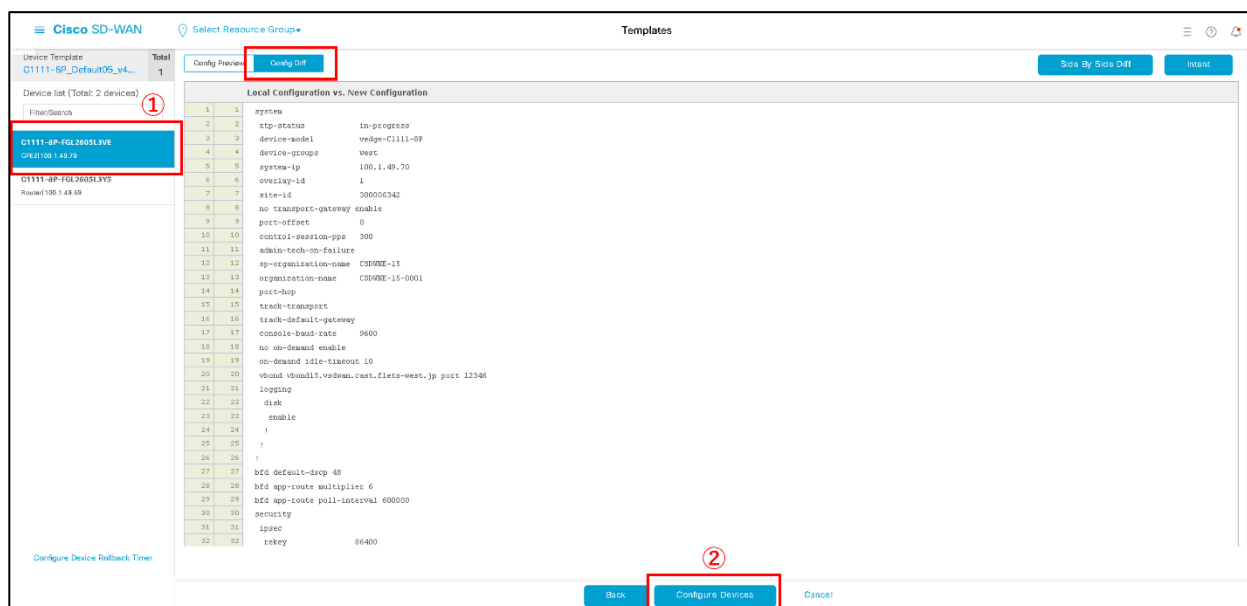 Cisco SD-WAN
Select Resource Group▾
Templates
Device Template
Total
C1111-8P_Default05_v4...
1
Device list (Total: 2 devices)
①
Filter/Search
C1111-8P-FGL2605L3VE
CPE2|100.1.49.70
C1111-8P-FGL2605L3Y5
Router|100.1.49.69
Configure Device Rollback Timer
Config Preview
Config Diff
Side By Side Diff
Intent
Local Configuration vs. New Configuration
1 1 system
2 2 ztp-status in-progress
3 3 device-model vedge-C1111-8P
4 4 device-groups west
5 5 system-ip 100.1.49.70
6 6 overlay-id 1
7 7 site-id 300006342
8 8 no transport-gateway enable
9 9 port-offset 0
10 10 control-session-pps 300
11 11 admin-tech-on-failure
12 12 sp-organization-name CSDWNE-15
13 13 organization-name CSDWNE-15-0001
14 14 port-hop
15 15 track-transport
16 16 track-default-gateway
17 17 console-baud-rate 9600
18 18 no on-demand enable
19 19 on-demand idle-timeout 10
20 20 vbond vbond15.vsdwan.cast.flets-west.jp port 12346
21 21 logging
22 22 disk
23 23 enable
24 24 !
25 25 !
26 26 !
27 27 bfd default-dscp 48
28 28 bfd app-route multiplier 6
29 29 bfd app-route poll-interval 600000
30 30 security
31 31 ipsec
32 32 rekey 86400
②
Back
Configure Devices
Cancel